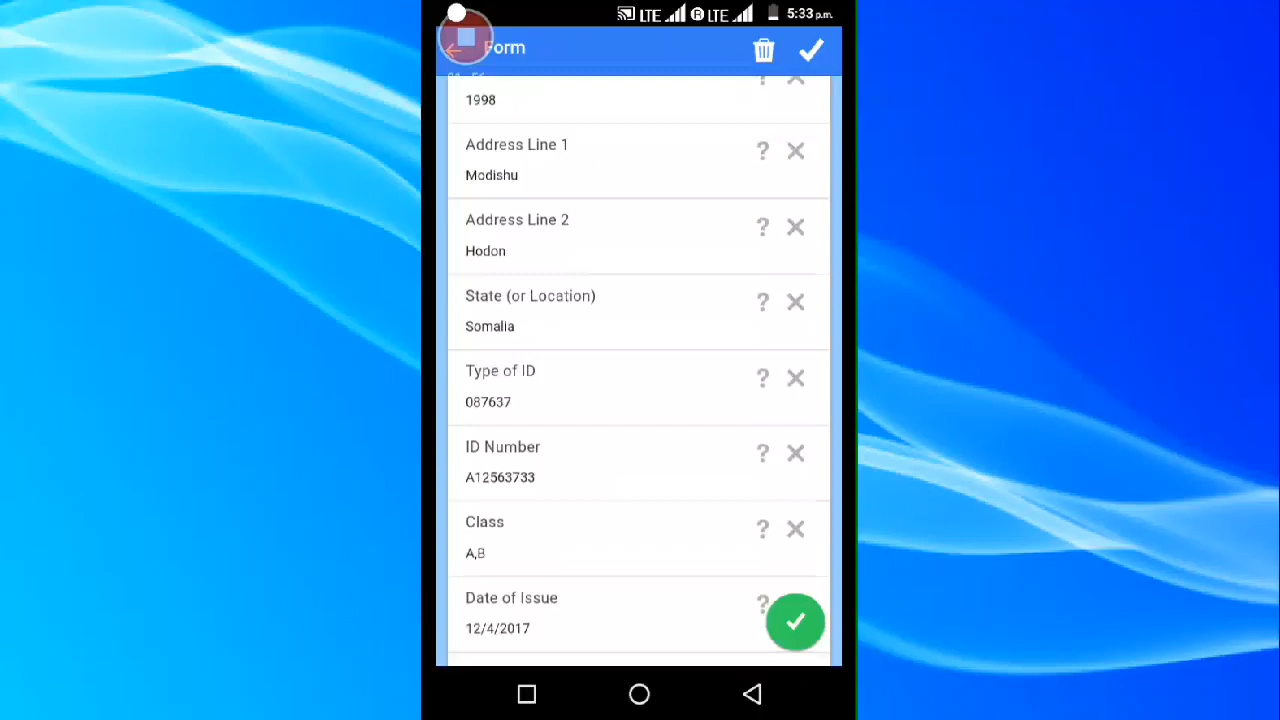 LTE R LTE 5:33 p.m.
Form
? ×
1998
Address Line 1 ? ×
Modishu
Address Line 2 ? ×
Hodon
State (or Location) ? ×
Somalia
Type of ID ? ×
087637
ID Number ? ×
A12563733
Class ? ×
A,B
Date of Issue ?
12/4/2017